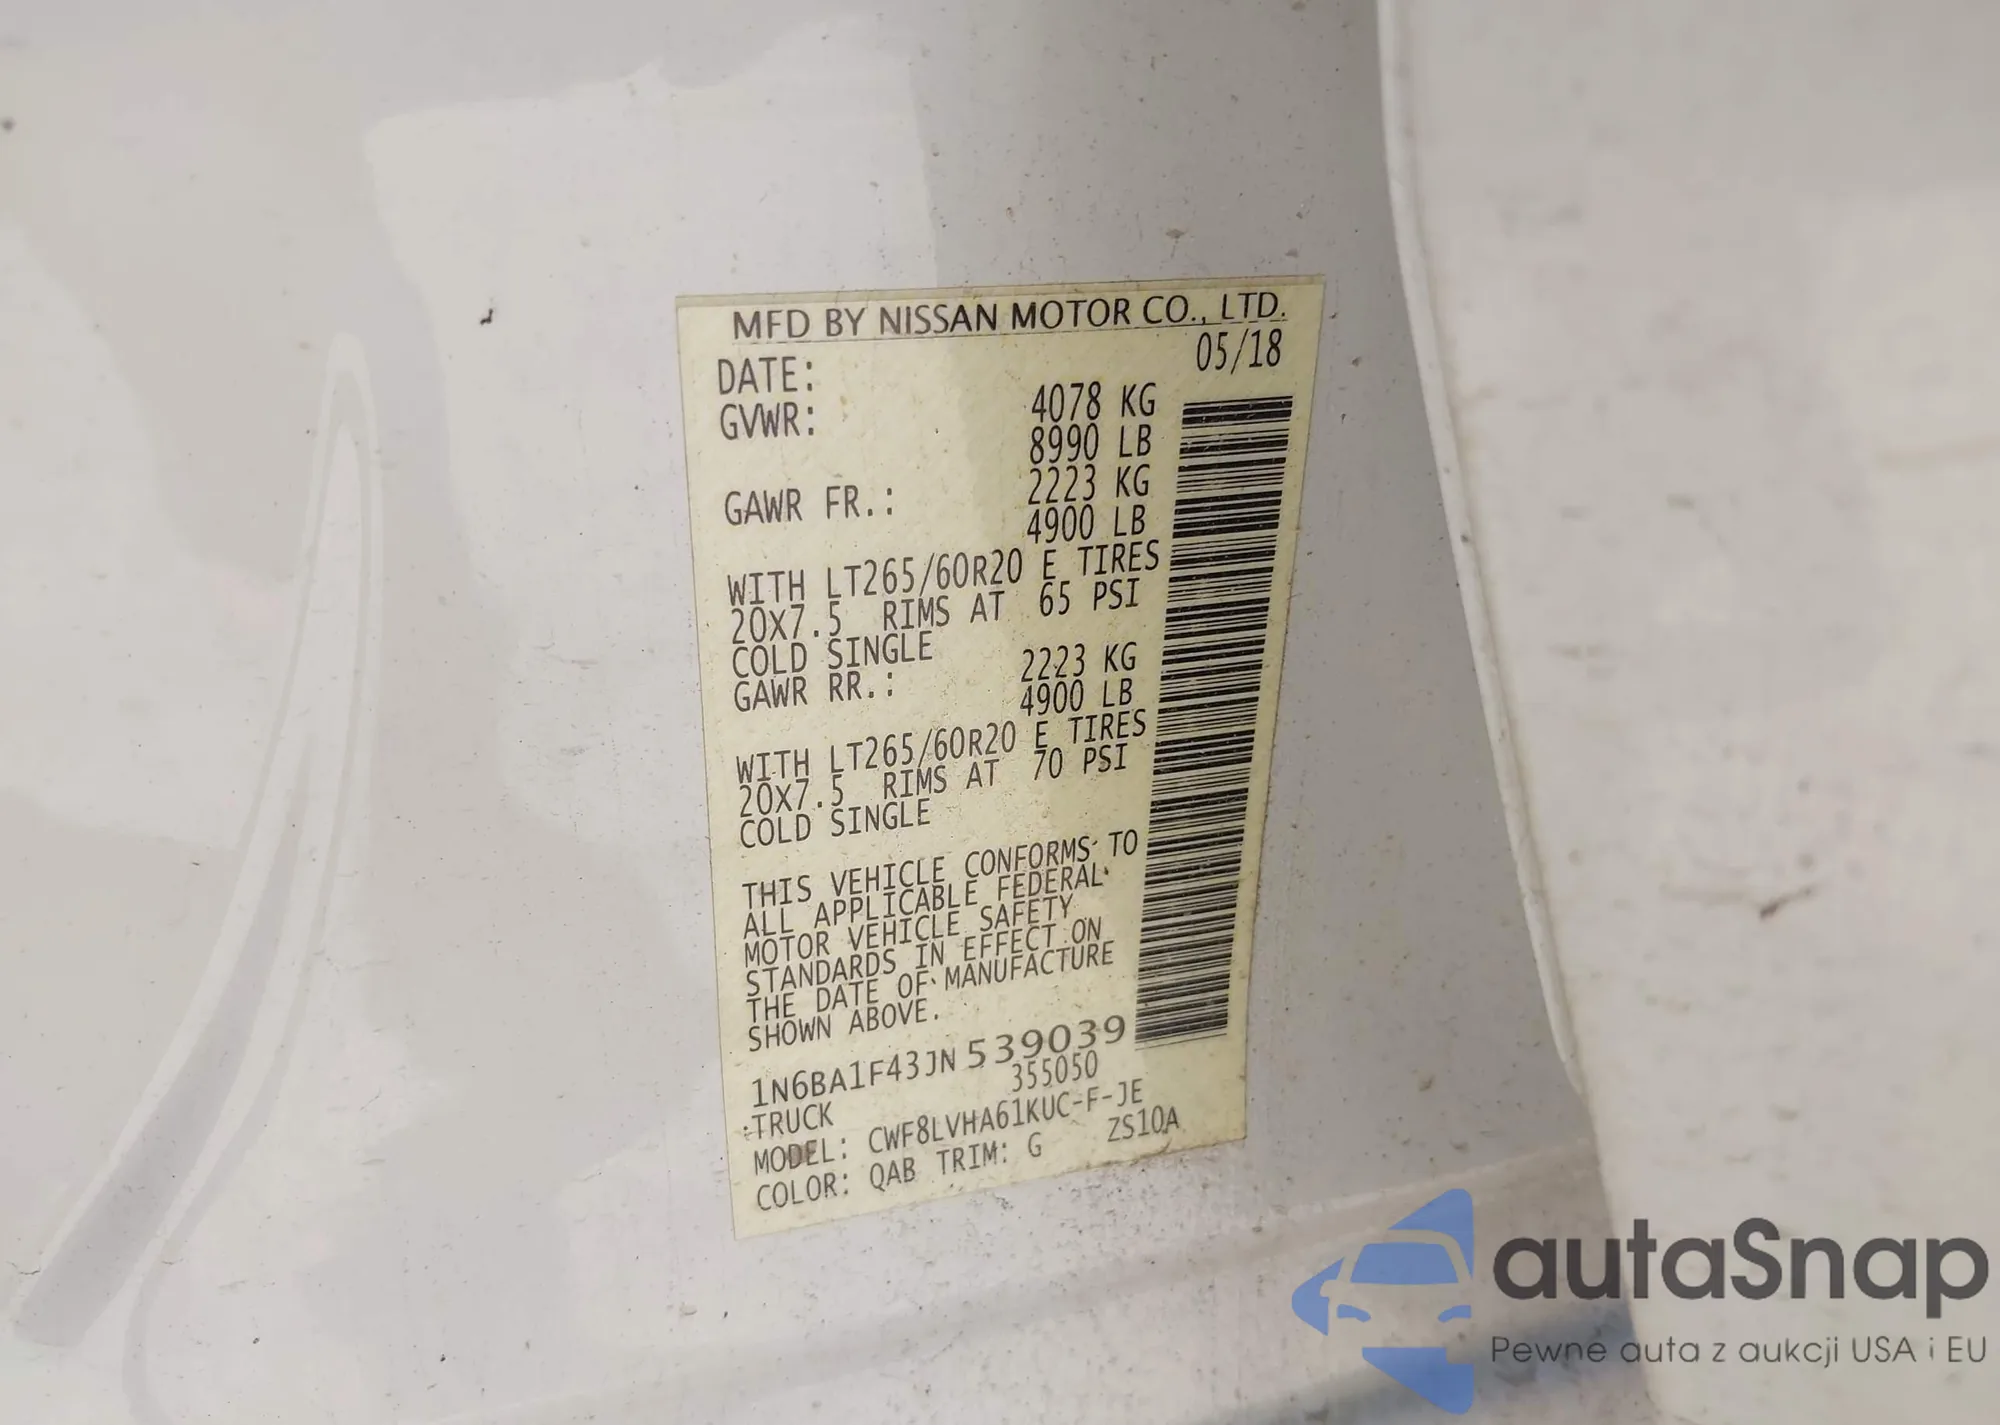 MFD BY NISSAN MOTOR CO., LTD.
DATE: 05/18
GVWR: 4078 KG
8990 LB
GAWR FR.: 2223 KG
4900 LB
WITH LT265/60R20 E TIRES
20X7.5 RIMS AT 65 PSI
COLD SINGLE
GAWR RR.: 2223 KG
4900 LB
WITH LT265/60R20 E TIRES
20X7.5 RIMS AT 70 PSI
COLD SINGLE
THIS VEHICLE CONFORMS TO
ALL APPLICABLE FEDERAL
MOTOR VEHICLE SAFETY
STANDARDS IN EFFECT ON
THE DATE OF MANUFACTURE
SHOWN ABOVE.
1N6BA1F43JN 539039
TRUCK 355050
MODEL: CWF8LVHA61KUC-F-JE
COLOR: QAB TRIM: G ZS10A
autaSnap
Pewne auta z aukcji USA i EU